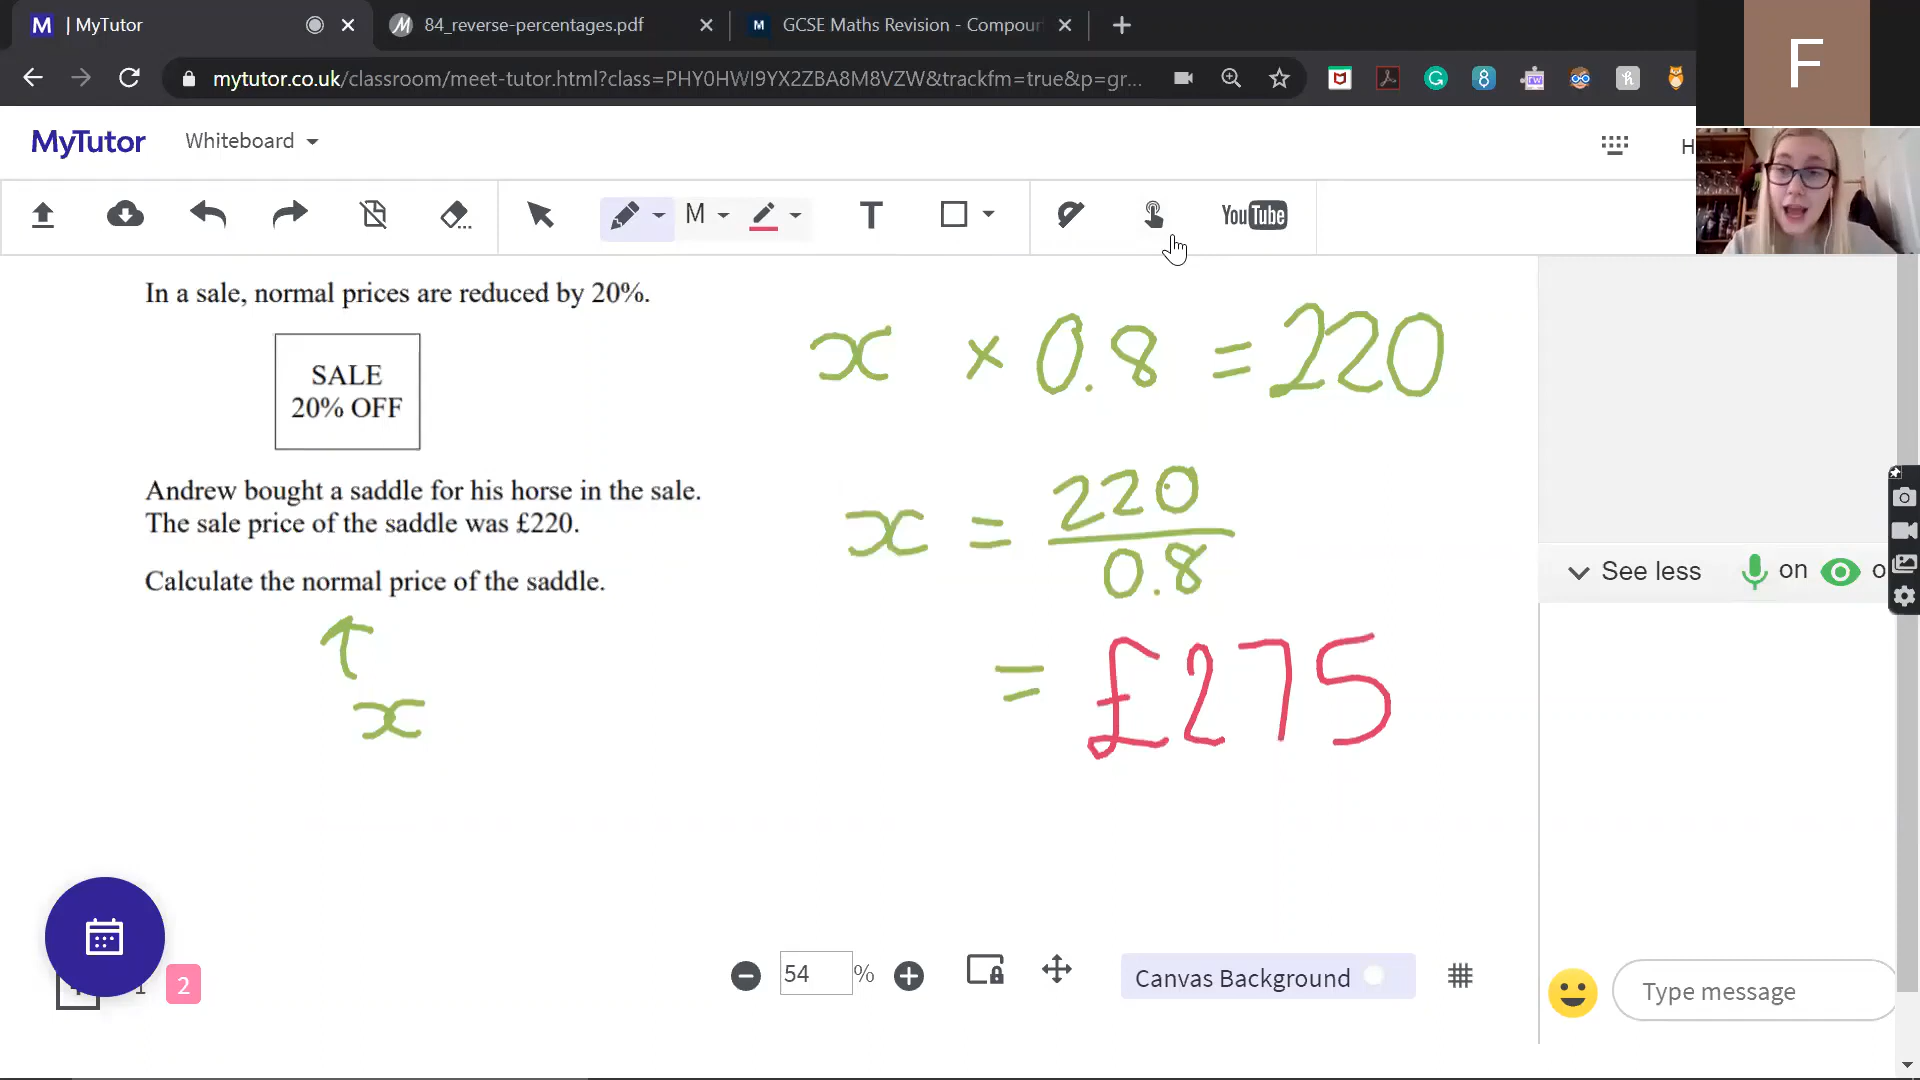 M | MyTutor
84_reverse-percentages.pdf
M GCSE Maths Revision - Compour
mytutor.co.uk/classroom/meet-tutor.html?class=PHY0HWI9YX2ZBA8M8VZW&trackfm=true&p=gr...
F
MyTutor Whiteboard
H
M T YouTube
In a sale, normal prices are reduced by 20%.
SALE
20% OFF
Andrew bought a saddle for his horse in the sale.
The sale price of the saddle was £220.
Calculate the normal price of the saddle.
x
x × 0.8 = 220
x = 220
0.8
= £275
See less on o
1 2
54 %
Canvas Background
Type message